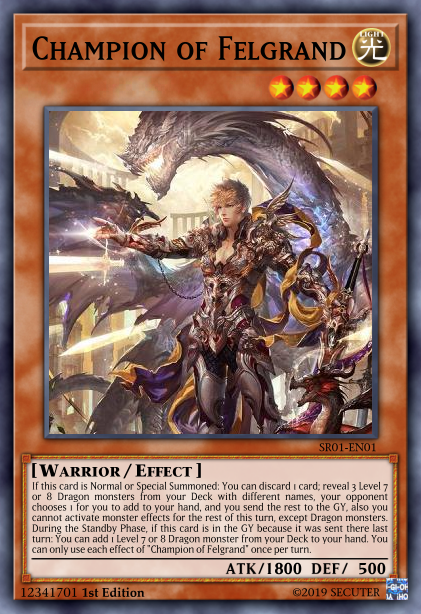 CHAMPION OF FELGRAND
LIGHT
光
SR01-EN01
[WARRIOR/EFFECT]
If this card is Normal or Special Summoned: You can discard 1 card; reveal 3 Level 7
or 8 Dragon monsters from your Deck with different names, your opponent
chooses 1 for you to add to your hand, and you send the rest to the GY, also you
cannot activate monster effects for the rest of this turn, except Dragon monsters.
During the Standby Phase, if this card is in the GY because it was sent there last
turn: You can add 1 Level 7 or 8 Dragon monster from your Deck to your hand. You
can only use each effect of "Champion of Felgrand" once per turn.
ATK/1800 DEF/ 500
12341701 1st Edition
©2019 SECUTER